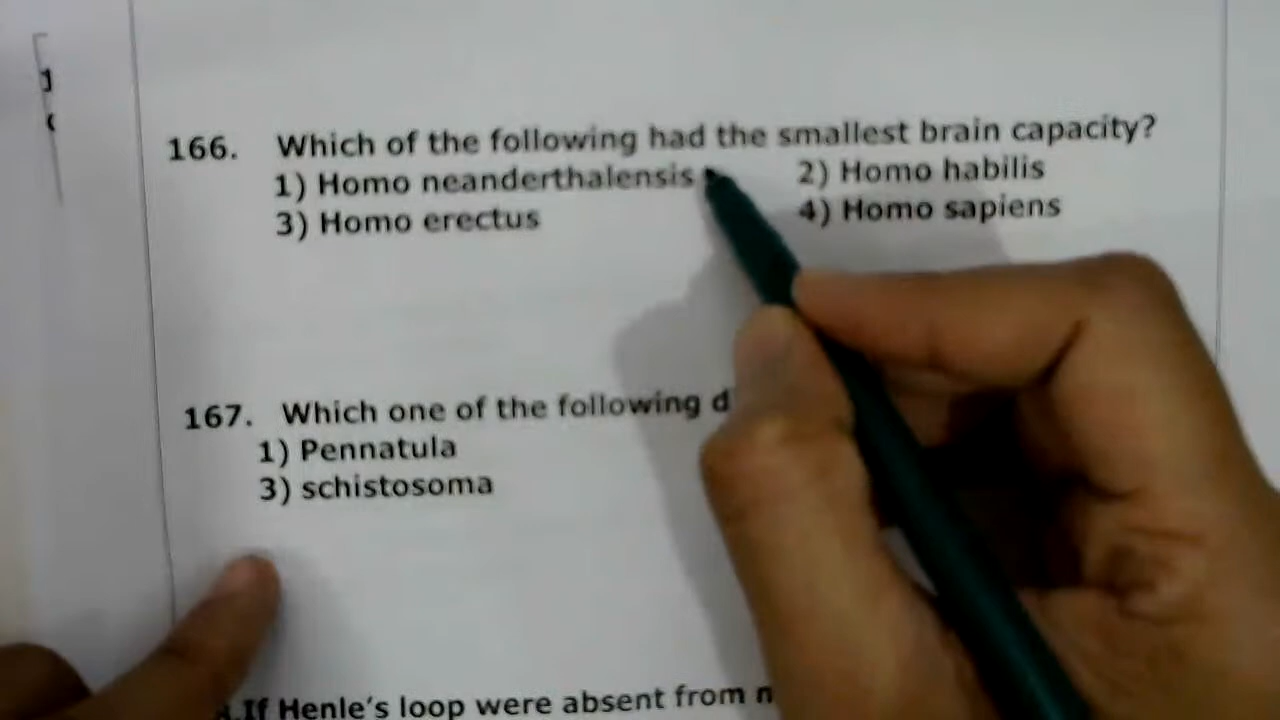 166. Which of the following had the smallest brain capacity?
1) Homo neanderthalensis 2) Homo habilis
3) Homo erectus 4) Homo sapiens
167. Which one of the following
1) Pennatula
3) schistosoma
If Henle's loop were absent from